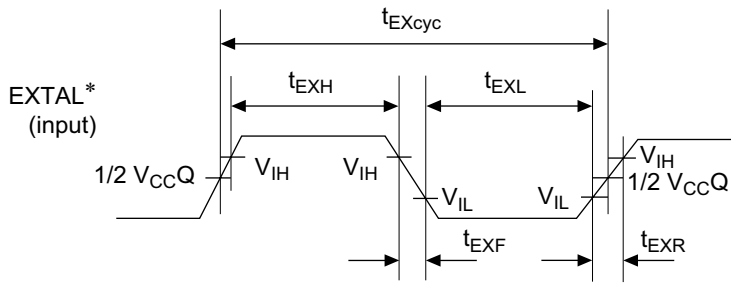 tEXcyc
tEXH
tEXL
EXTAL*
(input)
1/2 VCCQ
VIH
VIH
VIL
VIL
VIH
1/2 VCCQ
tEXF
tEXR